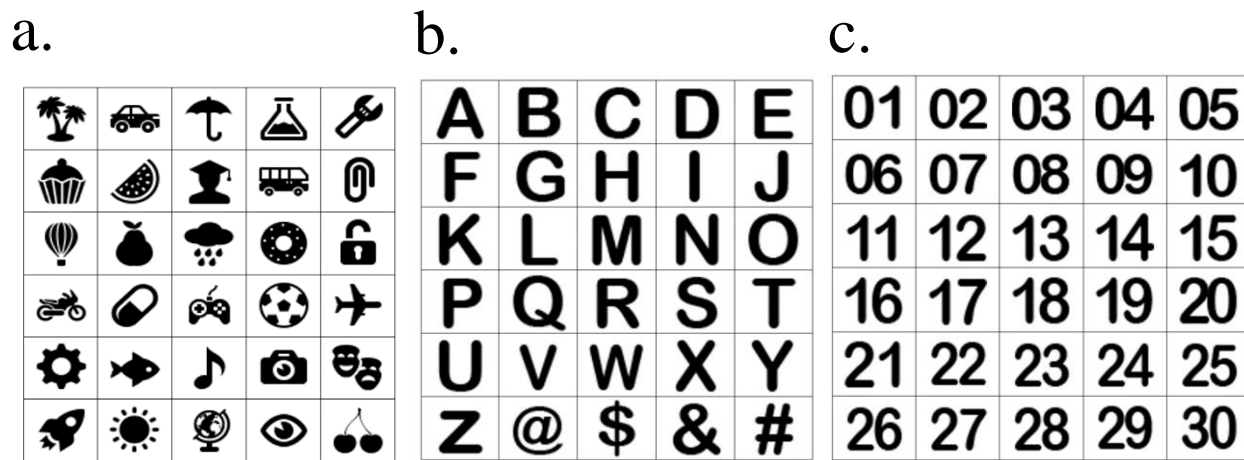 a. b. c.
A B C D E
F G H I J
K L M N O
P Q R S T
U V W X Y
Z @ $ & #
01 02 03 04 05
06 07 08 09 10
11 12 13 14 15
16 17 18 19 20
21 22 23 24 25
26 27 28 29 30